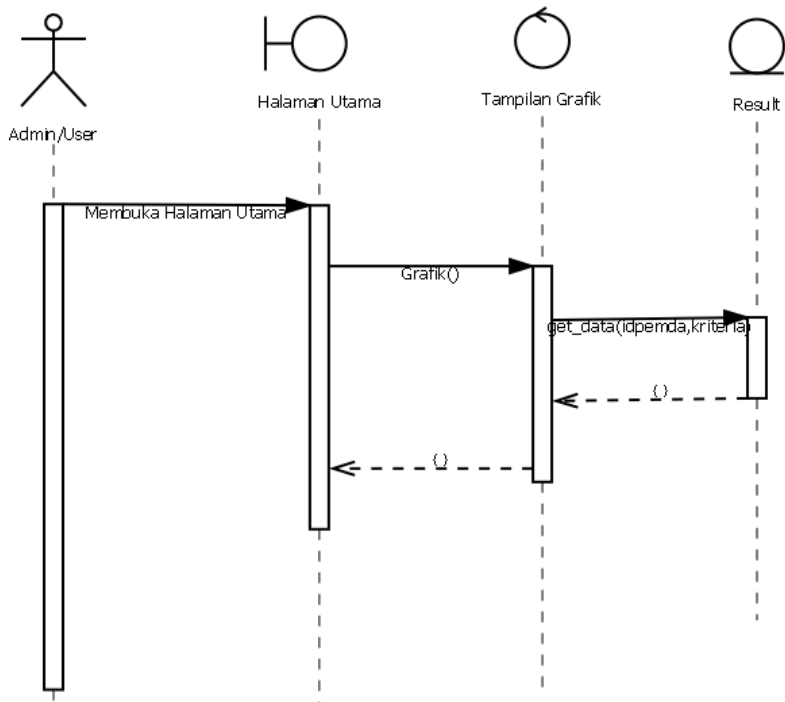 Admin/User
Halaman Utama
Tampilan Grafik
Result
Membuka Halaman Utama
Grafik()
get_data(idpemda,kriteria)
{}
{}